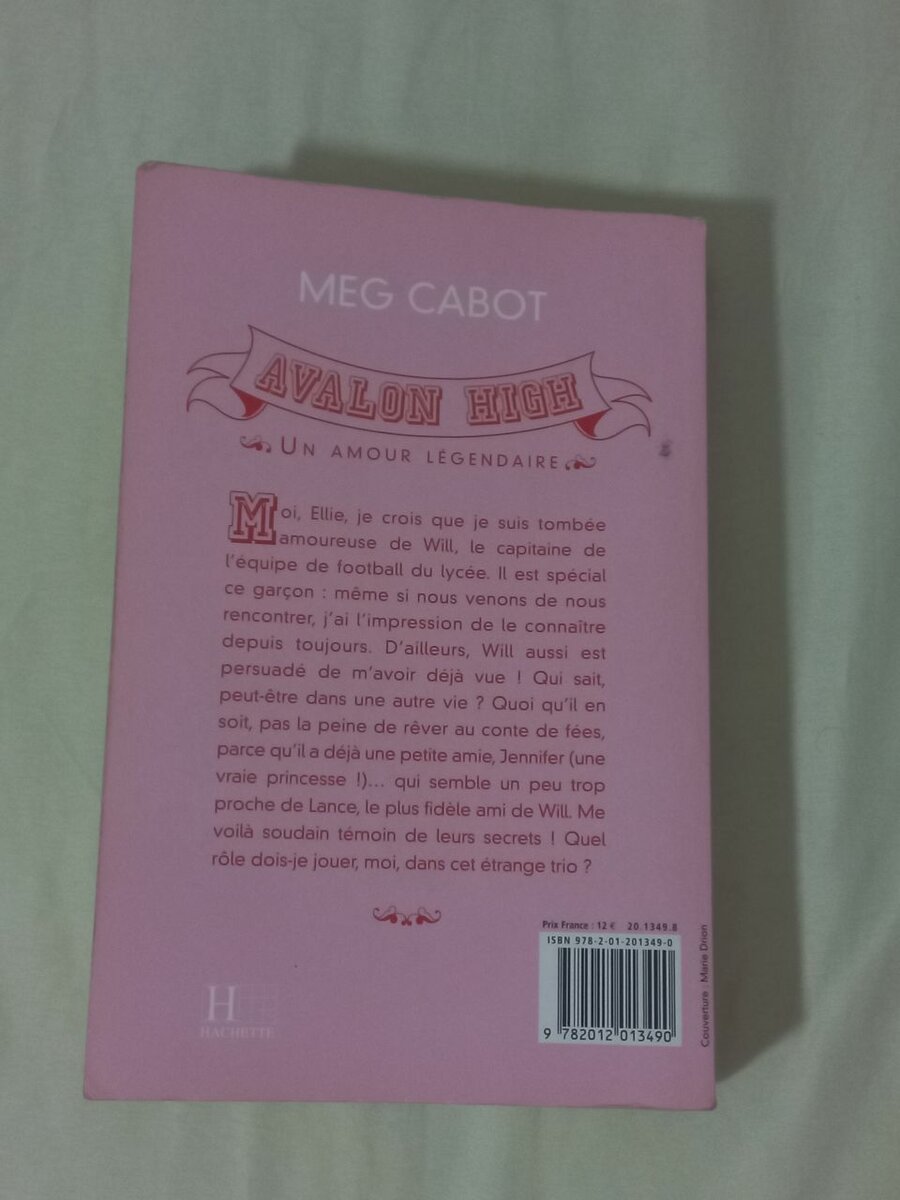 MEG CABOT
AVALON HIGH
UN AMOUR LÉGENDAIRE
Moi, Ellie, je crois que je suis tombée
amoureuse de Will, le capitaine de
l'équipe de football du lycée. Il est spécial
ce garçon : même si nous venons de nous
rencontrer, j'ai l'impression de le connaître
depuis toujours. D'ailleurs, Will aussi est
persuadé de m'avoir déjà vue ! Qui sait,
peut-être dans une autre vie ? Quoi qu'il en
soit, pas la peine de rêver au conte de fées,
parce qu'il a déjà une petite amie, Jennifer (une
vraie princesse !)... qui semble un peu trop
proche de Lance, le plus fidèle ami de Will. Me
voilà soudain témoin de leurs secrets ! Quel
rôle dois-je jouer, moi, dans cet étrange trio ?
Prix France : 12 € 20.1349.8
ISBN 978-2-01-201349-0
9 782012 013490
Couverture : Marie Drion
H
HACHETTE